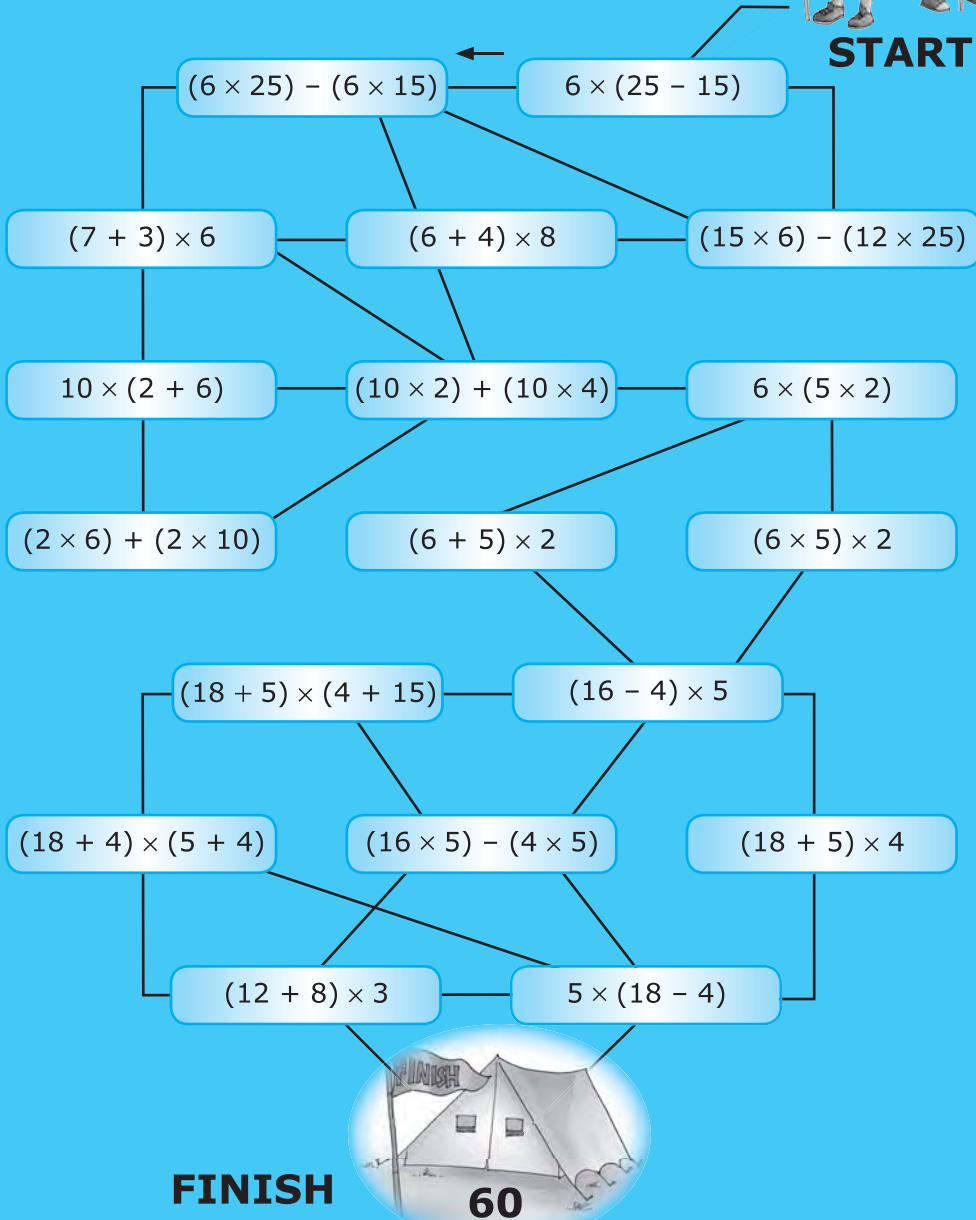 START
(6 × 25) – (6 × 15) 6 × (25 – 15)
(7 + 3) × 6 (6 + 4) × 8 (15 × 6) – (12 × 25)
10 × (2 + 6) (10 × 2) + (10 × 4) 6 × (5 × 2)
(2 × 6) + (2 × 10) (6 + 5) × 2 (6 × 5) × 2
(18 + 5) × (4 + 15) (16 – 4) × 5
(18 + 4) × (5 + 4) (16 × 5) – (4 × 5) (18 + 5) × 4
(12 + 8) × 3 5 × (18 – 4)
FINISH
FINISH 60